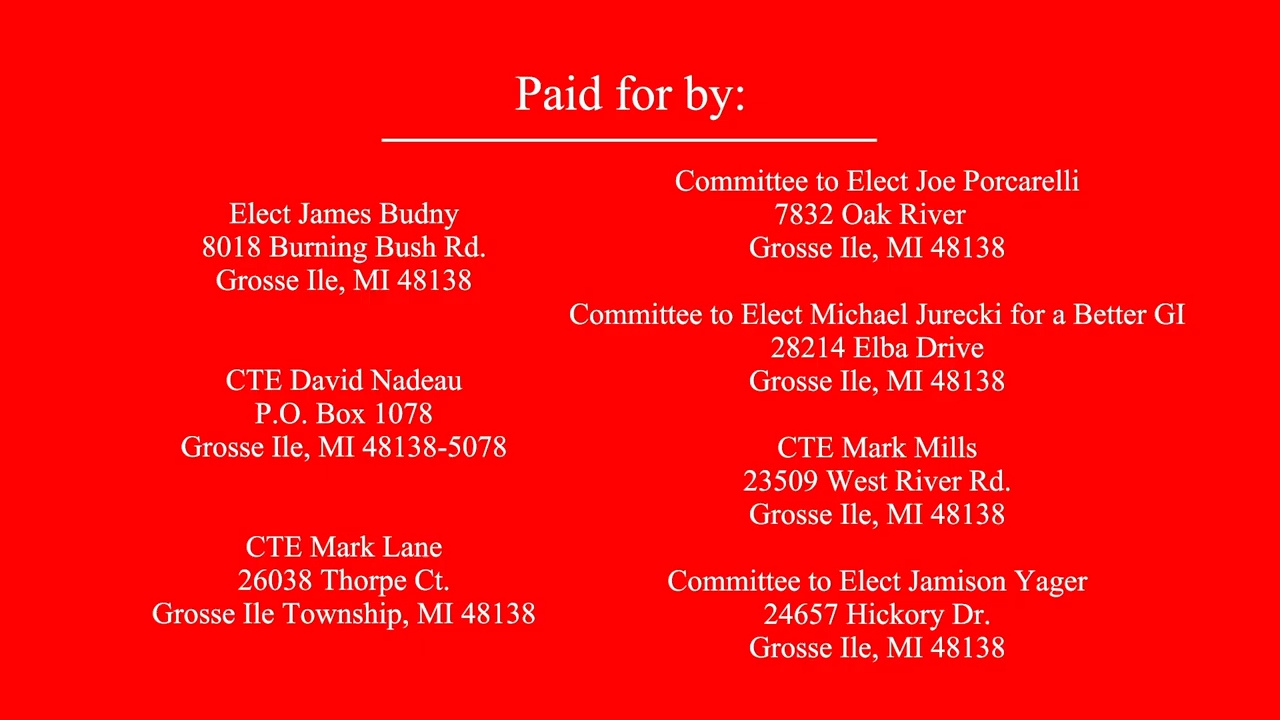 Paid for by:
Elect James Budny
8018 Burning Bush Rd.
Grosse Ile, MI 48138
CTE David Nadeau
P.O. Box 1078
Grosse Ile, MI 48138-5078
CTE Mark Lane
26038 Thorpe Ct.
Grosse Ile Township, MI 48138
Committee to Elect Joe Porcarelli
7832 Oak River
Grosse Ile, MI 48138
Committee to Elect Michael Jurecki for a Better GI
28214 Elba Drive
Grosse Ile, MI 48138
CTE Mark Mills
23509 West River Rd.
Grosse Ile, MI 48138
Committee to Elect Jamison Yager
24657 Hickory Dr.
Grosse Ile, MI 48138